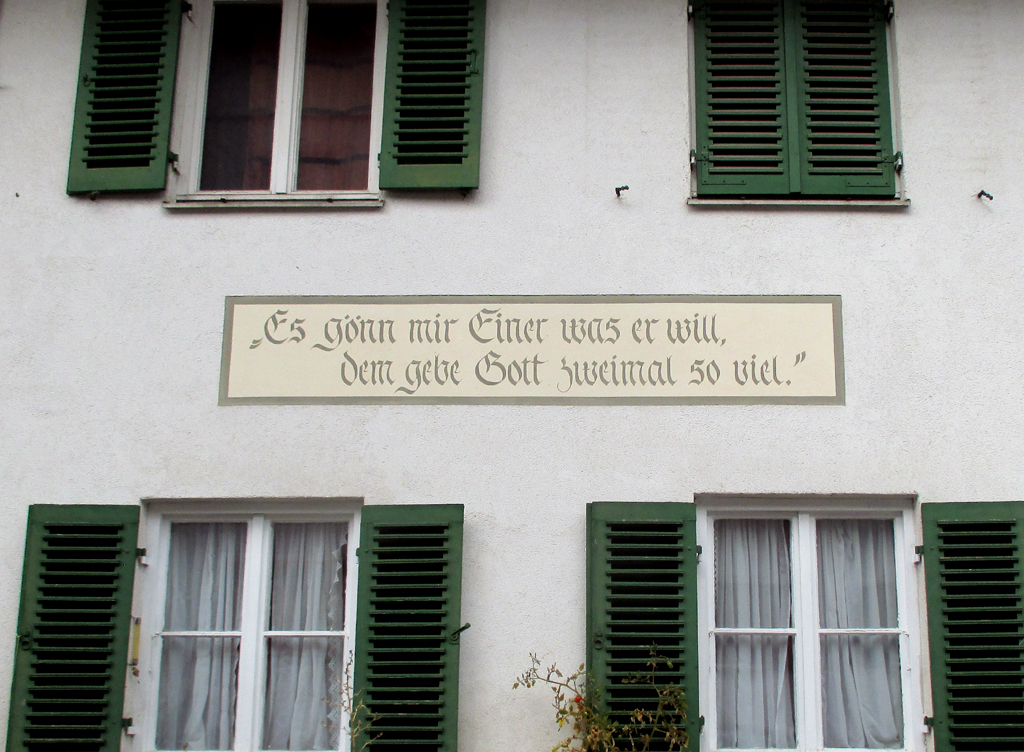 „Es gönn mir Einer was er will,
dem gebe Gott zweimal so viel.”